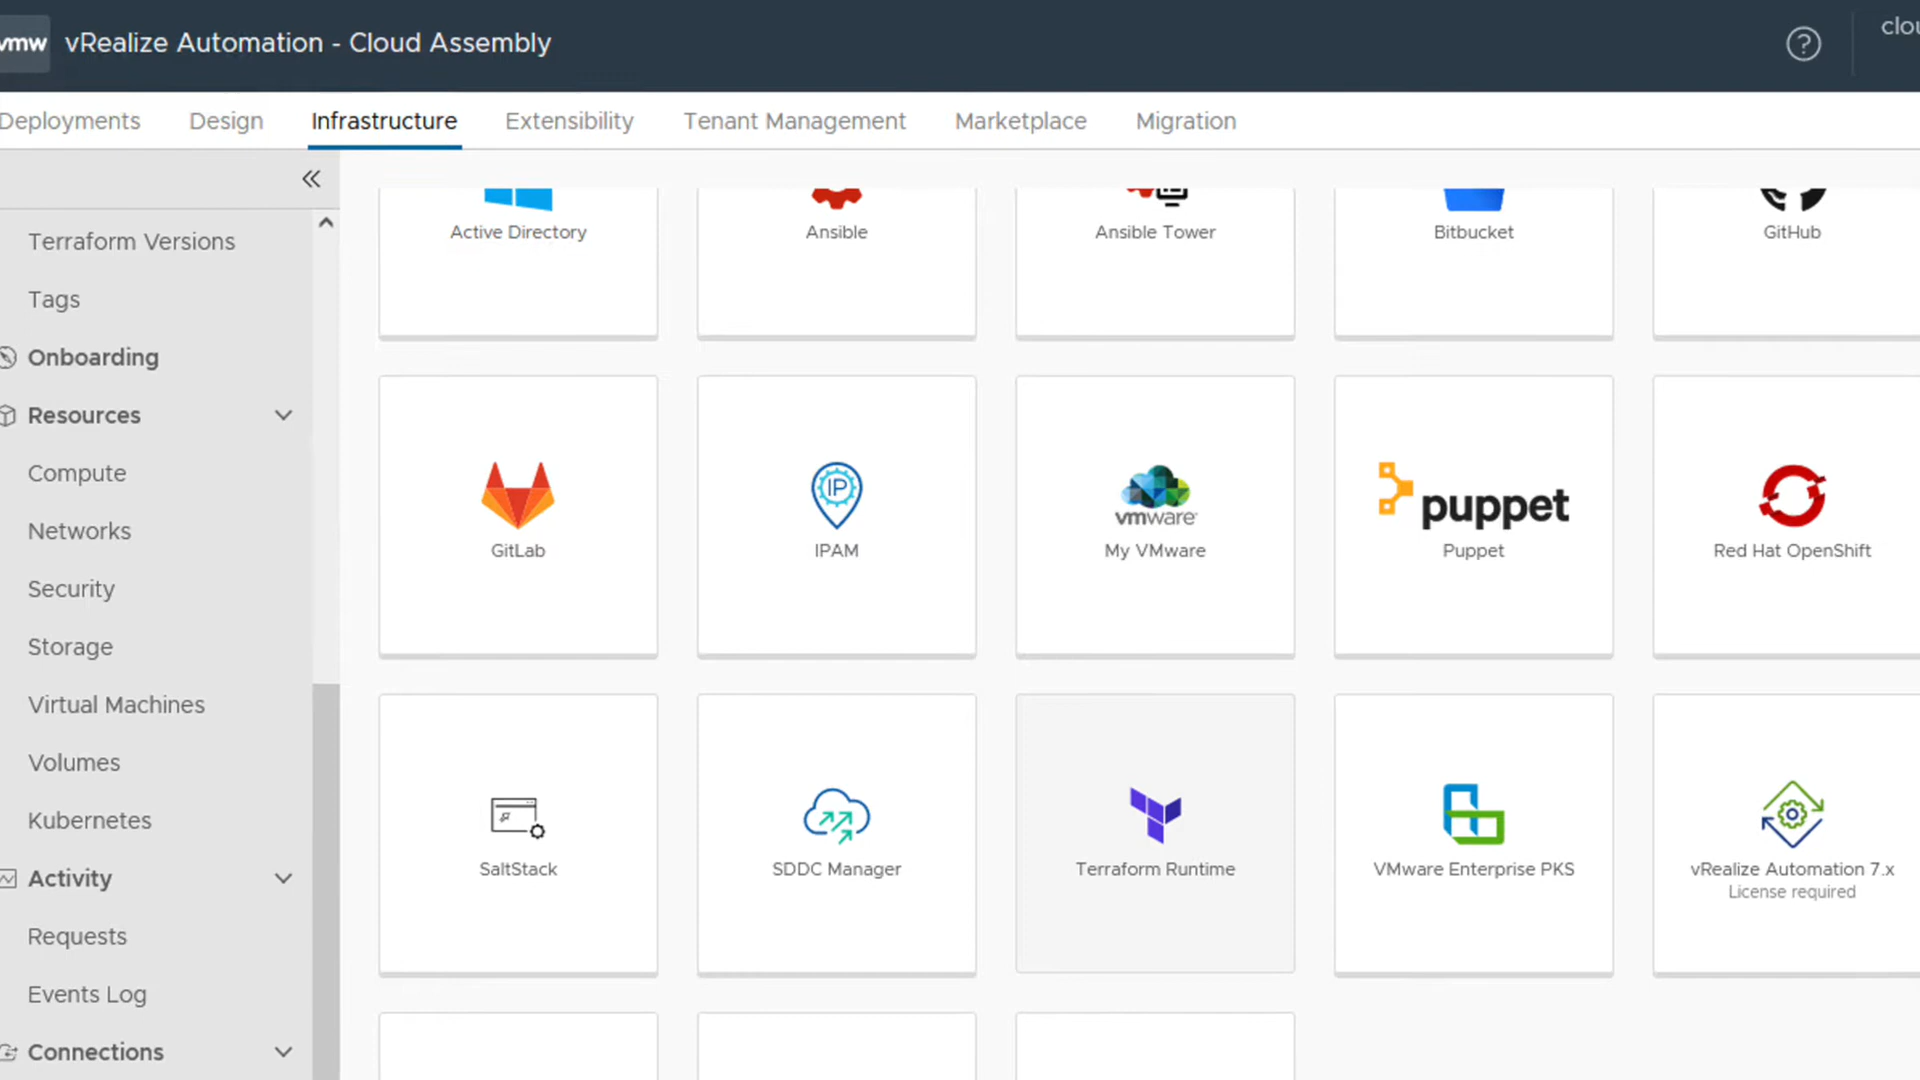 vmw vRealize Automation - Cloud Assembly
?
clou
Deployments Design Infrastructure Extensibility Tenant Management Marketplace Migration
Terraform Versions
Tags
Onboarding
Resources
Compute
Networks
Security
Storage
Virtual Machines
Volumes
Kubernetes
Activity
Requests
Events Log
Connections
Active Directory
Ansible
Ansible Tower
Bitbucket
GitHub
GitLab
IP
IPAM
vmware
My VMware
puppet
Puppet
Red Hat OpenShift
SaltStack
SDDC Manager
Terraform Runtime
VMware Enterprise PKS
vRealize Automation 7.x
License required